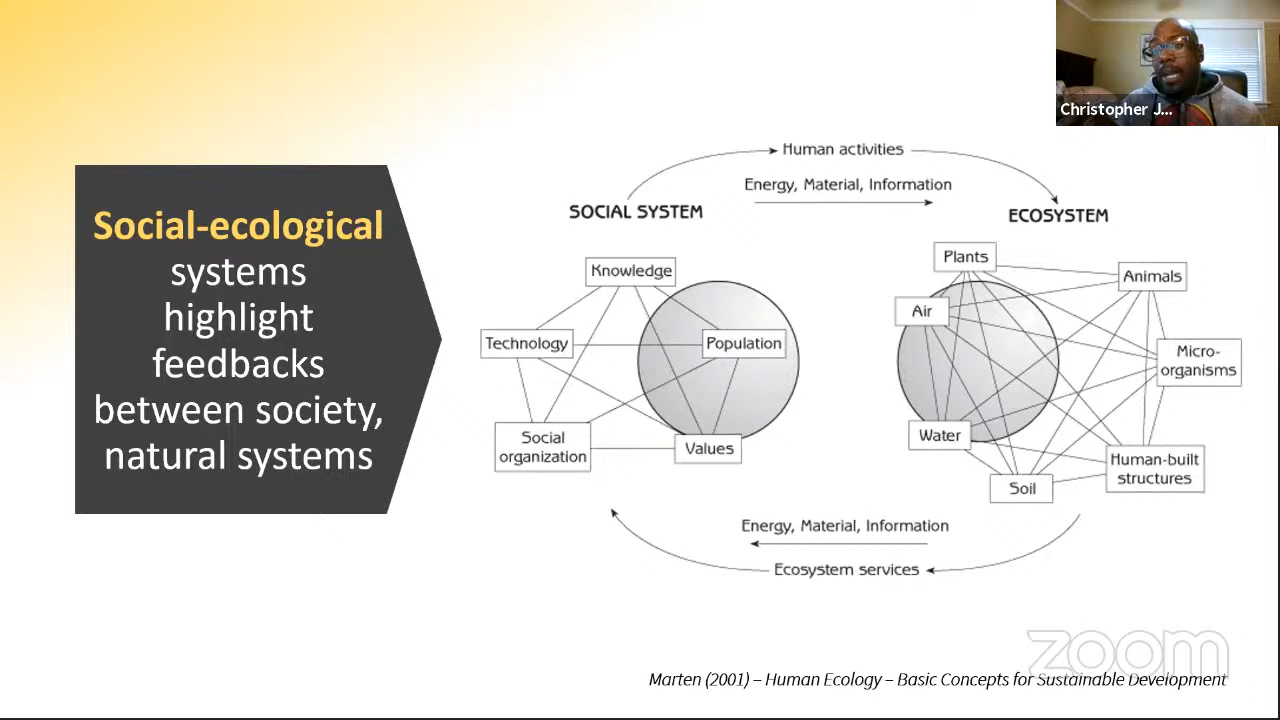 Christopher J...
Social-ecological
systems
highlight
feedbacks
between society,
natural systems
Human activities
Energy, Material, Information
SOCIAL SYSTEM
ECOSYSTEM
Knowledge
Technology
Population
Social
organization
Values
Plants
Animals
Air
Micro-
organisms
Water
Human-built
structures
Soil
Energy, Material, Information
Ecosystem services
zoom
Marten (2001) – Human Ecology – Basic Concepts for Sustainable Development